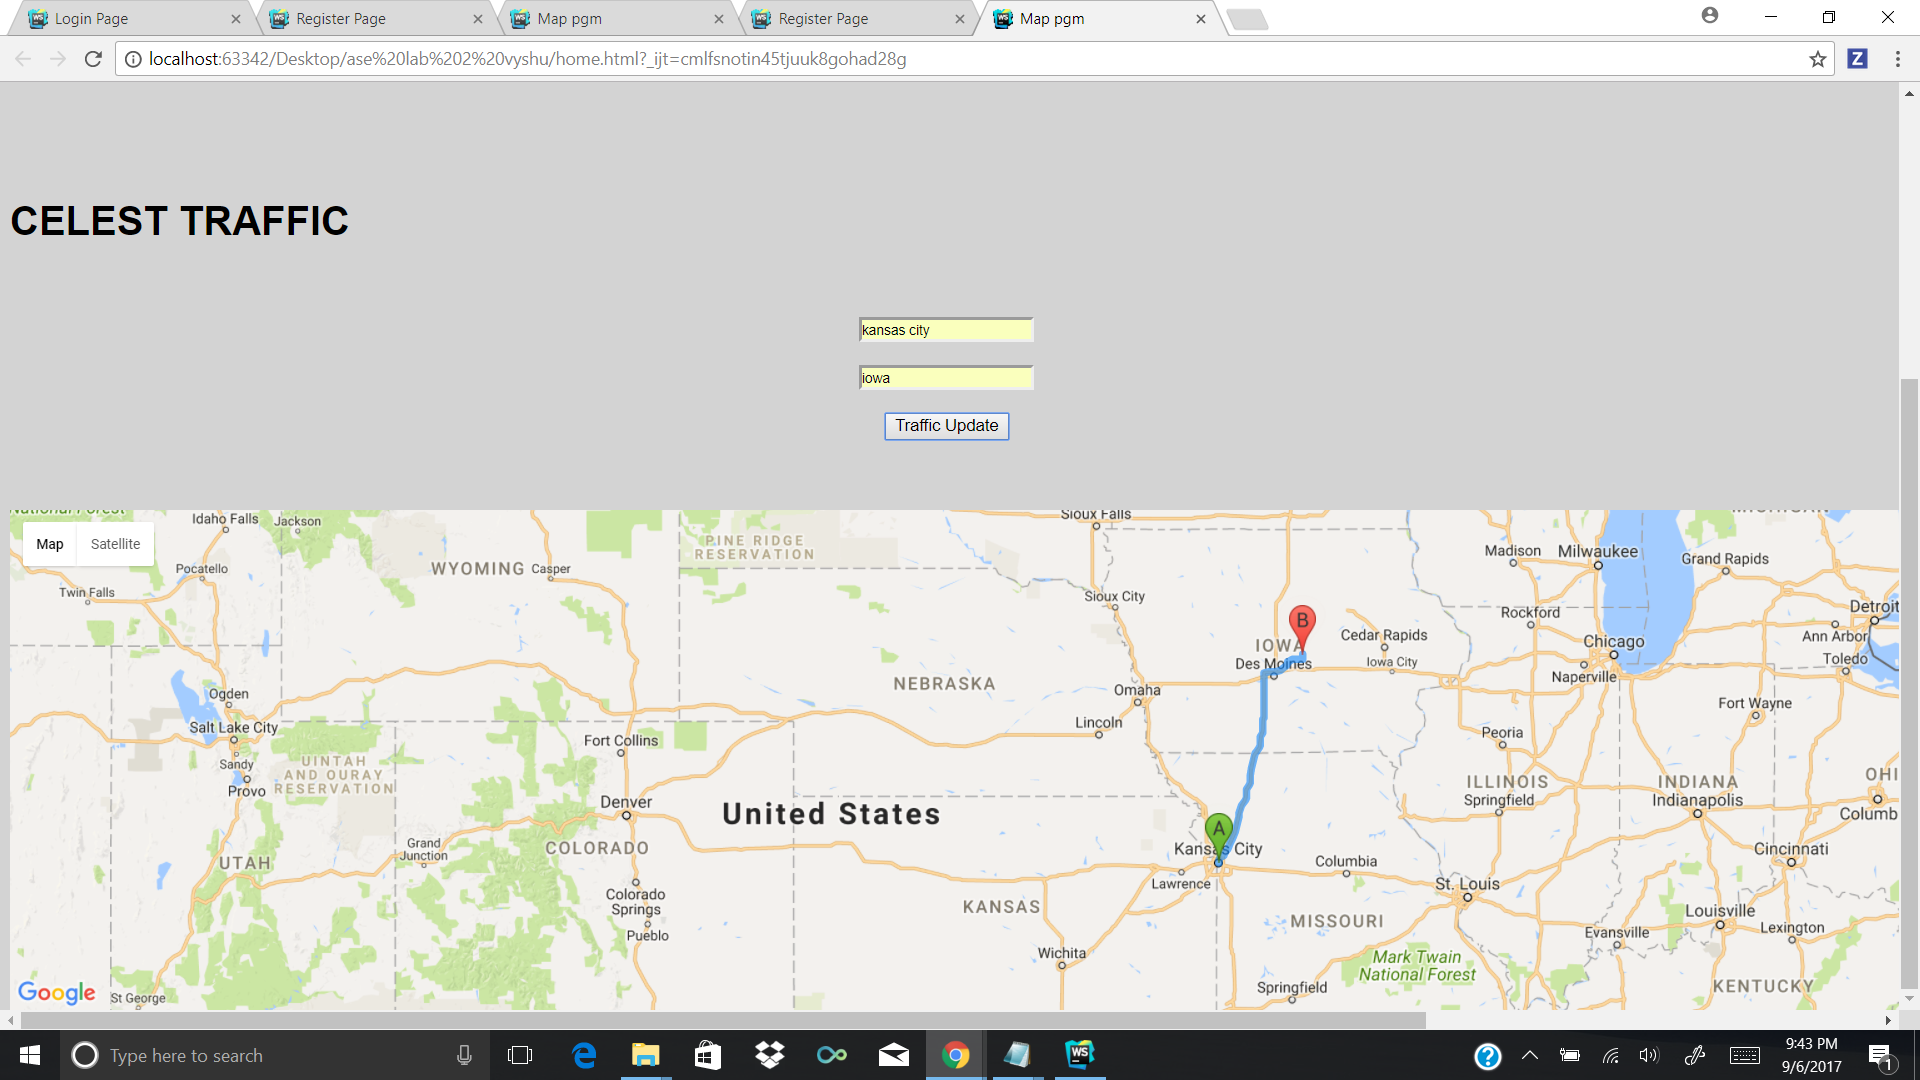 Login Page
Register Page
Map pgm
Register Page
Map pgm
localhost:63342/Desktop/ase%20lab%202%20vyshu/home.html?_ijt=cmlfsnotin45tjuuk8gohad28g
Z
CELEST TRAFFIC
kansas city
iowa
Traffic Update
National Forest
Map
Satellite
Idaho Falls
Jackson
Pocatello
Twin Falls
WYOMING
Casper
PINE RIDGE
RESERVATION
Sioux Falls
Sioux City
Madison
Milwaukee
Grand Rapids
MICHIGAN
Rockford
Detroit
Chicago
Ann Arbor
Naperville
Toledo
B
IOWA
Cedar Rapids
Des Moines
Iowa City
NEBRASKA
Omaha
Lincoln
Fort Wayne
Peoria
Ogden
Salt Lake City
Sandy
Provo
UINTAH
AND OURAY
RESERVATION
Fort Collins
Denver
United States
ILLINOIS
Springfield
INDIANA
Indianapolis
OHI
Columb
A
Kansas City
Lawrence
Columbia
St. Louis
Cincinnati
Grand
Junction
COLORADO
UTAH
Colorado
Springs
Pueblo
KANSAS
Wichita
MISSOURI
Louisville
Evansville
Lexington
Mark Twain
National Forest
Springfield
KENTUCKY
Google
St George
Type here to search
WS
9:43 PM
9/6/2017
1